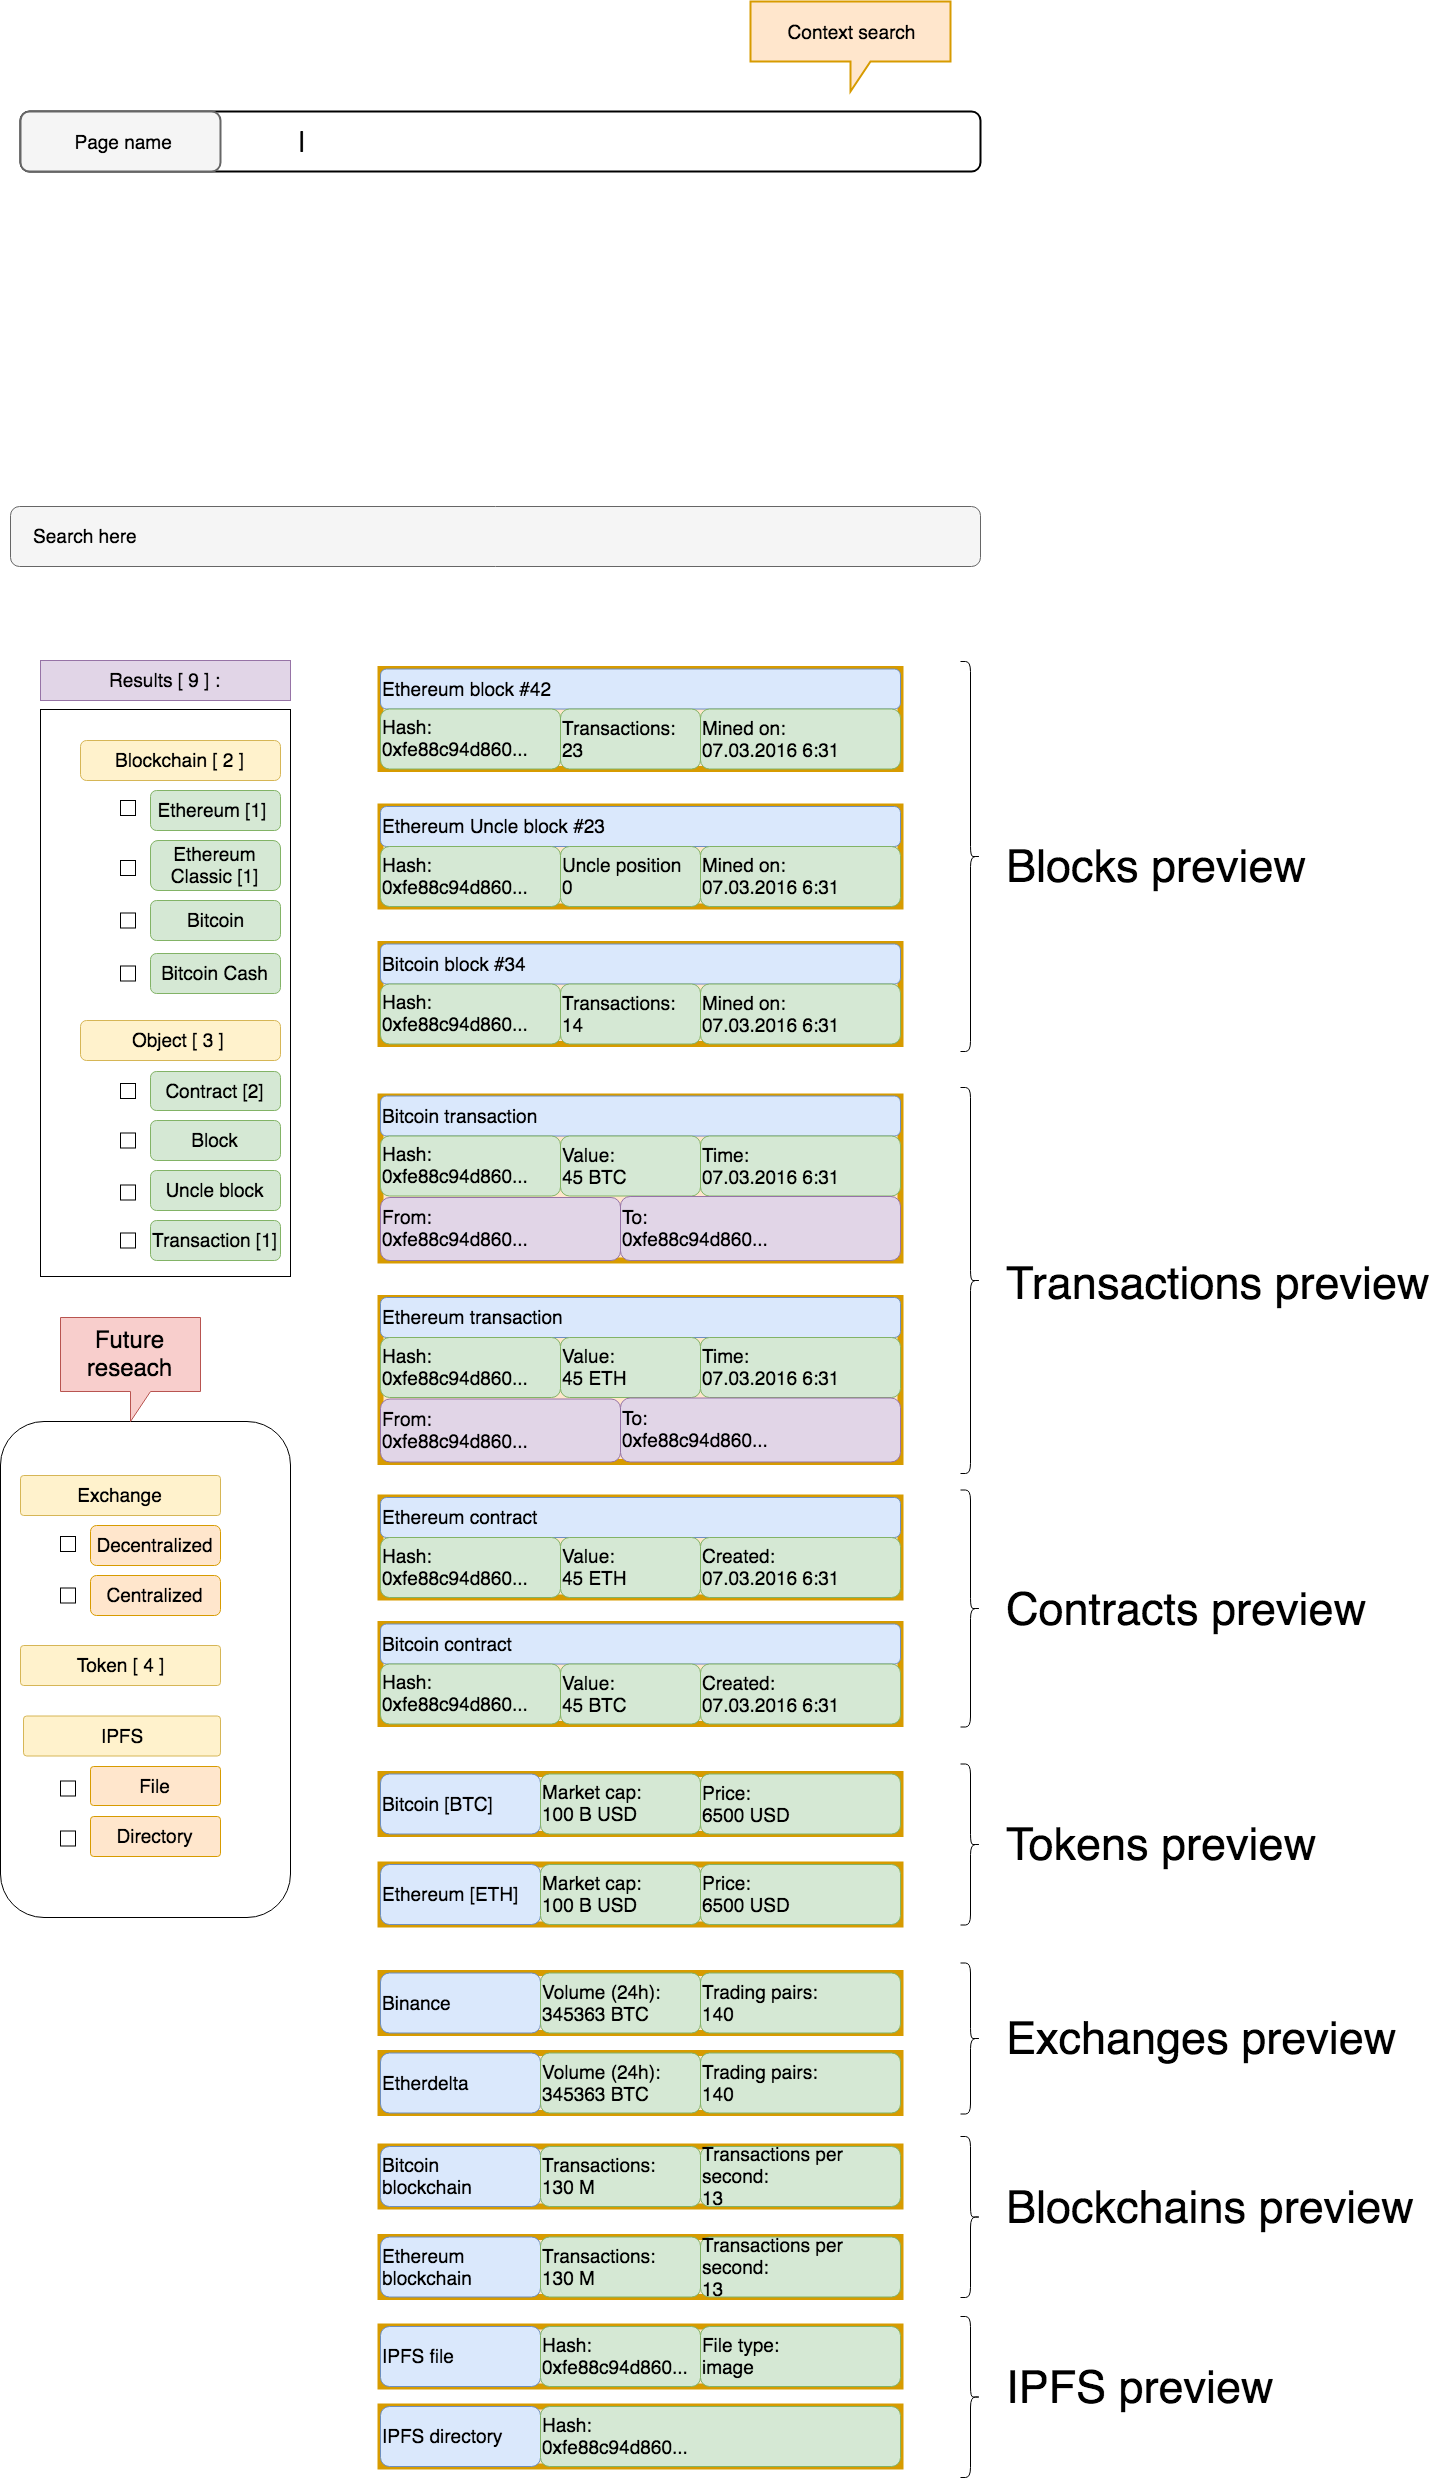 Context search
Page name
Search here
Results [ 9 ] :
Blockchain [ 2 ]
Ethereum [1]
Ethereum
Classic [1]
Bitcoin
Bitcoin Cash
Object [ 3 ]
Contract [2]
Block
Uncle block
Transaction [1]
Future
reseach
Exchange
Decentralized
Centralized
Token [ 4 ]
IPFS
File
Directory
Ethereum block #42
Hash:
0xfe88c94d860...
Transactions:
23
Mined on:
07.03.2016 6:31
Ethereum Uncle block #23
Hash:
0xfe88c94d860...
Uncle position
0
Mined on:
07.03.2016 6:31
Bitcoin block #34
Hash:
0xfe88c94d860...
Transactions:
14
Mined on:
07.03.2016 6:31
Blocks preview
Bitcoin transaction
Hash:
0xfe88c94d860...
Value:
45 BTC
Time:
07.03.2016 6:31
From:
0xfe88c94d860...
To:
0xfe88c94d860...
Ethereum transaction
Hash:
0xfe88c94d860...
Value:
45 ETH
Time:
07.03.2016 6:31
From:
0xfe88c94d860...
To:
0xfe88c94d860...
Transactions preview
Ethereum contract
Hash:
0xfe88c94d860...
Value:
45 ETH
Created:
07.03.2016 6:31
Bitcoin contract
Hash:
0xfe88c94d860...
Value:
45 BTC
Created:
07.03.2016 6:31
Contracts preview
Bitcoin [BTC]
Market cap:
100 B USD
Price:
6500 USD
Ethereum [ETH]
Market cap:
100 B USD
Price:
6500 USD
Tokens preview
Binance
Volume (24h):
345363 BTC
Trading pairs:
140
Etherdelta
Volume (24h):
345363 BTC
Trading pairs:
140
Exchanges preview
Bitcoin
blockchain
Transactions:
130 M
Transactions per
second:
13
Ethereum
blockchain
Transactions:
130 M
Transactions per
second:
13
Blockchains preview
IPFS file
Hash:
0xfe88c94d860...
File type:
image
IPFS directory
Hash:
0xfe88c94d860...
IPFS preview